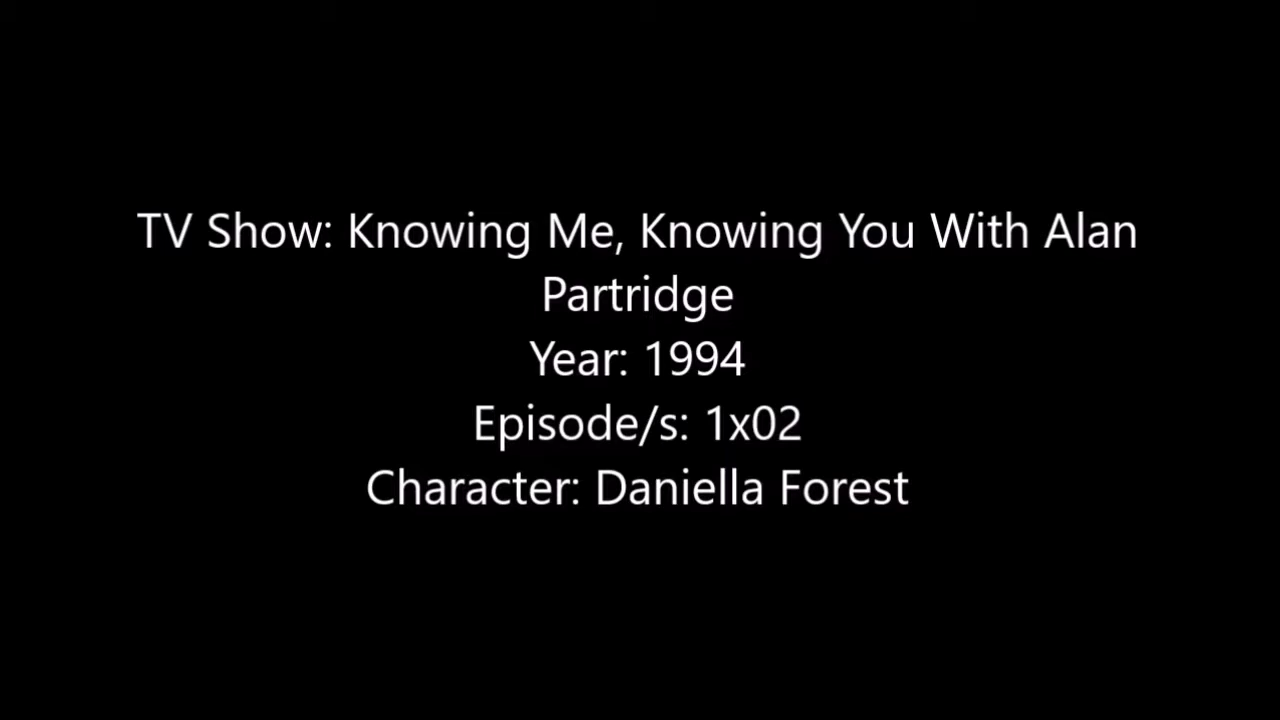 TV Show: Knowing Me, Knowing You With Alan
Partridge
Year: 1994
Episode/s: 1x02
Character: Daniella Forest